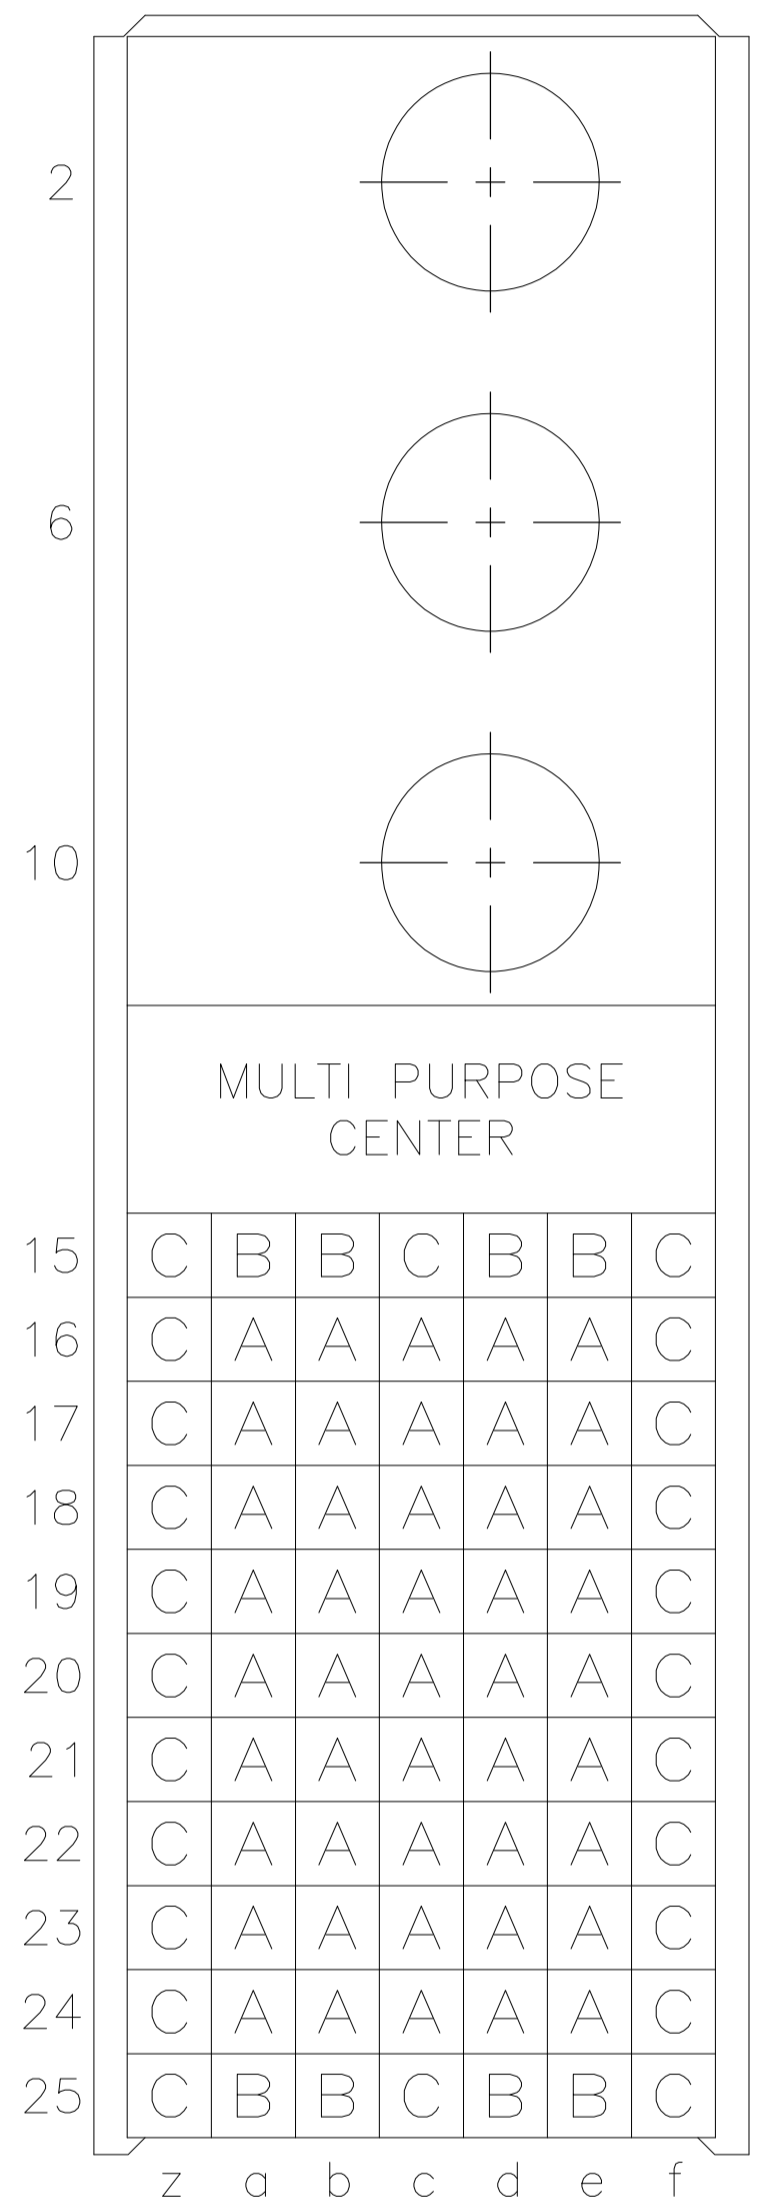 2
6
10
MULTI PURPOSE
CENTER
15 C B B C B B C
16 C A A A A A C
17 C A A A A A C
18 C A A A A A C
19 C A A A A A C
20 C A A A A A C
21 C A A A A A C
22 C A A A A A C
23 C A A A A A C
24 C A A A A A C
25 C B B C B B C
z a b c d e f